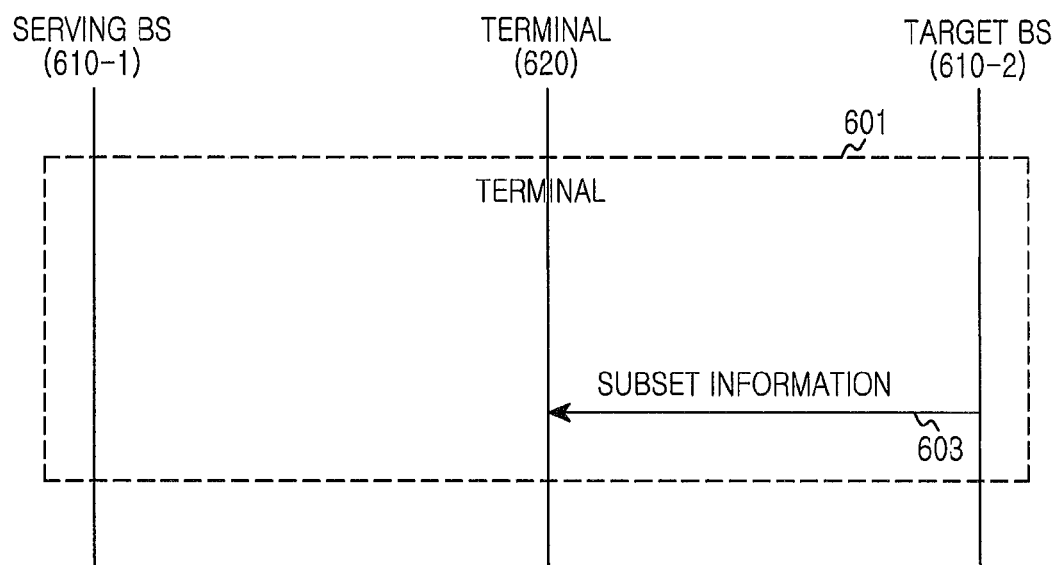 SERVING BS
(610-1)
TERMINAL
(620)
TARGET BS
(610-2)
601
TERMINAL
SUBSET INFORMATION
603